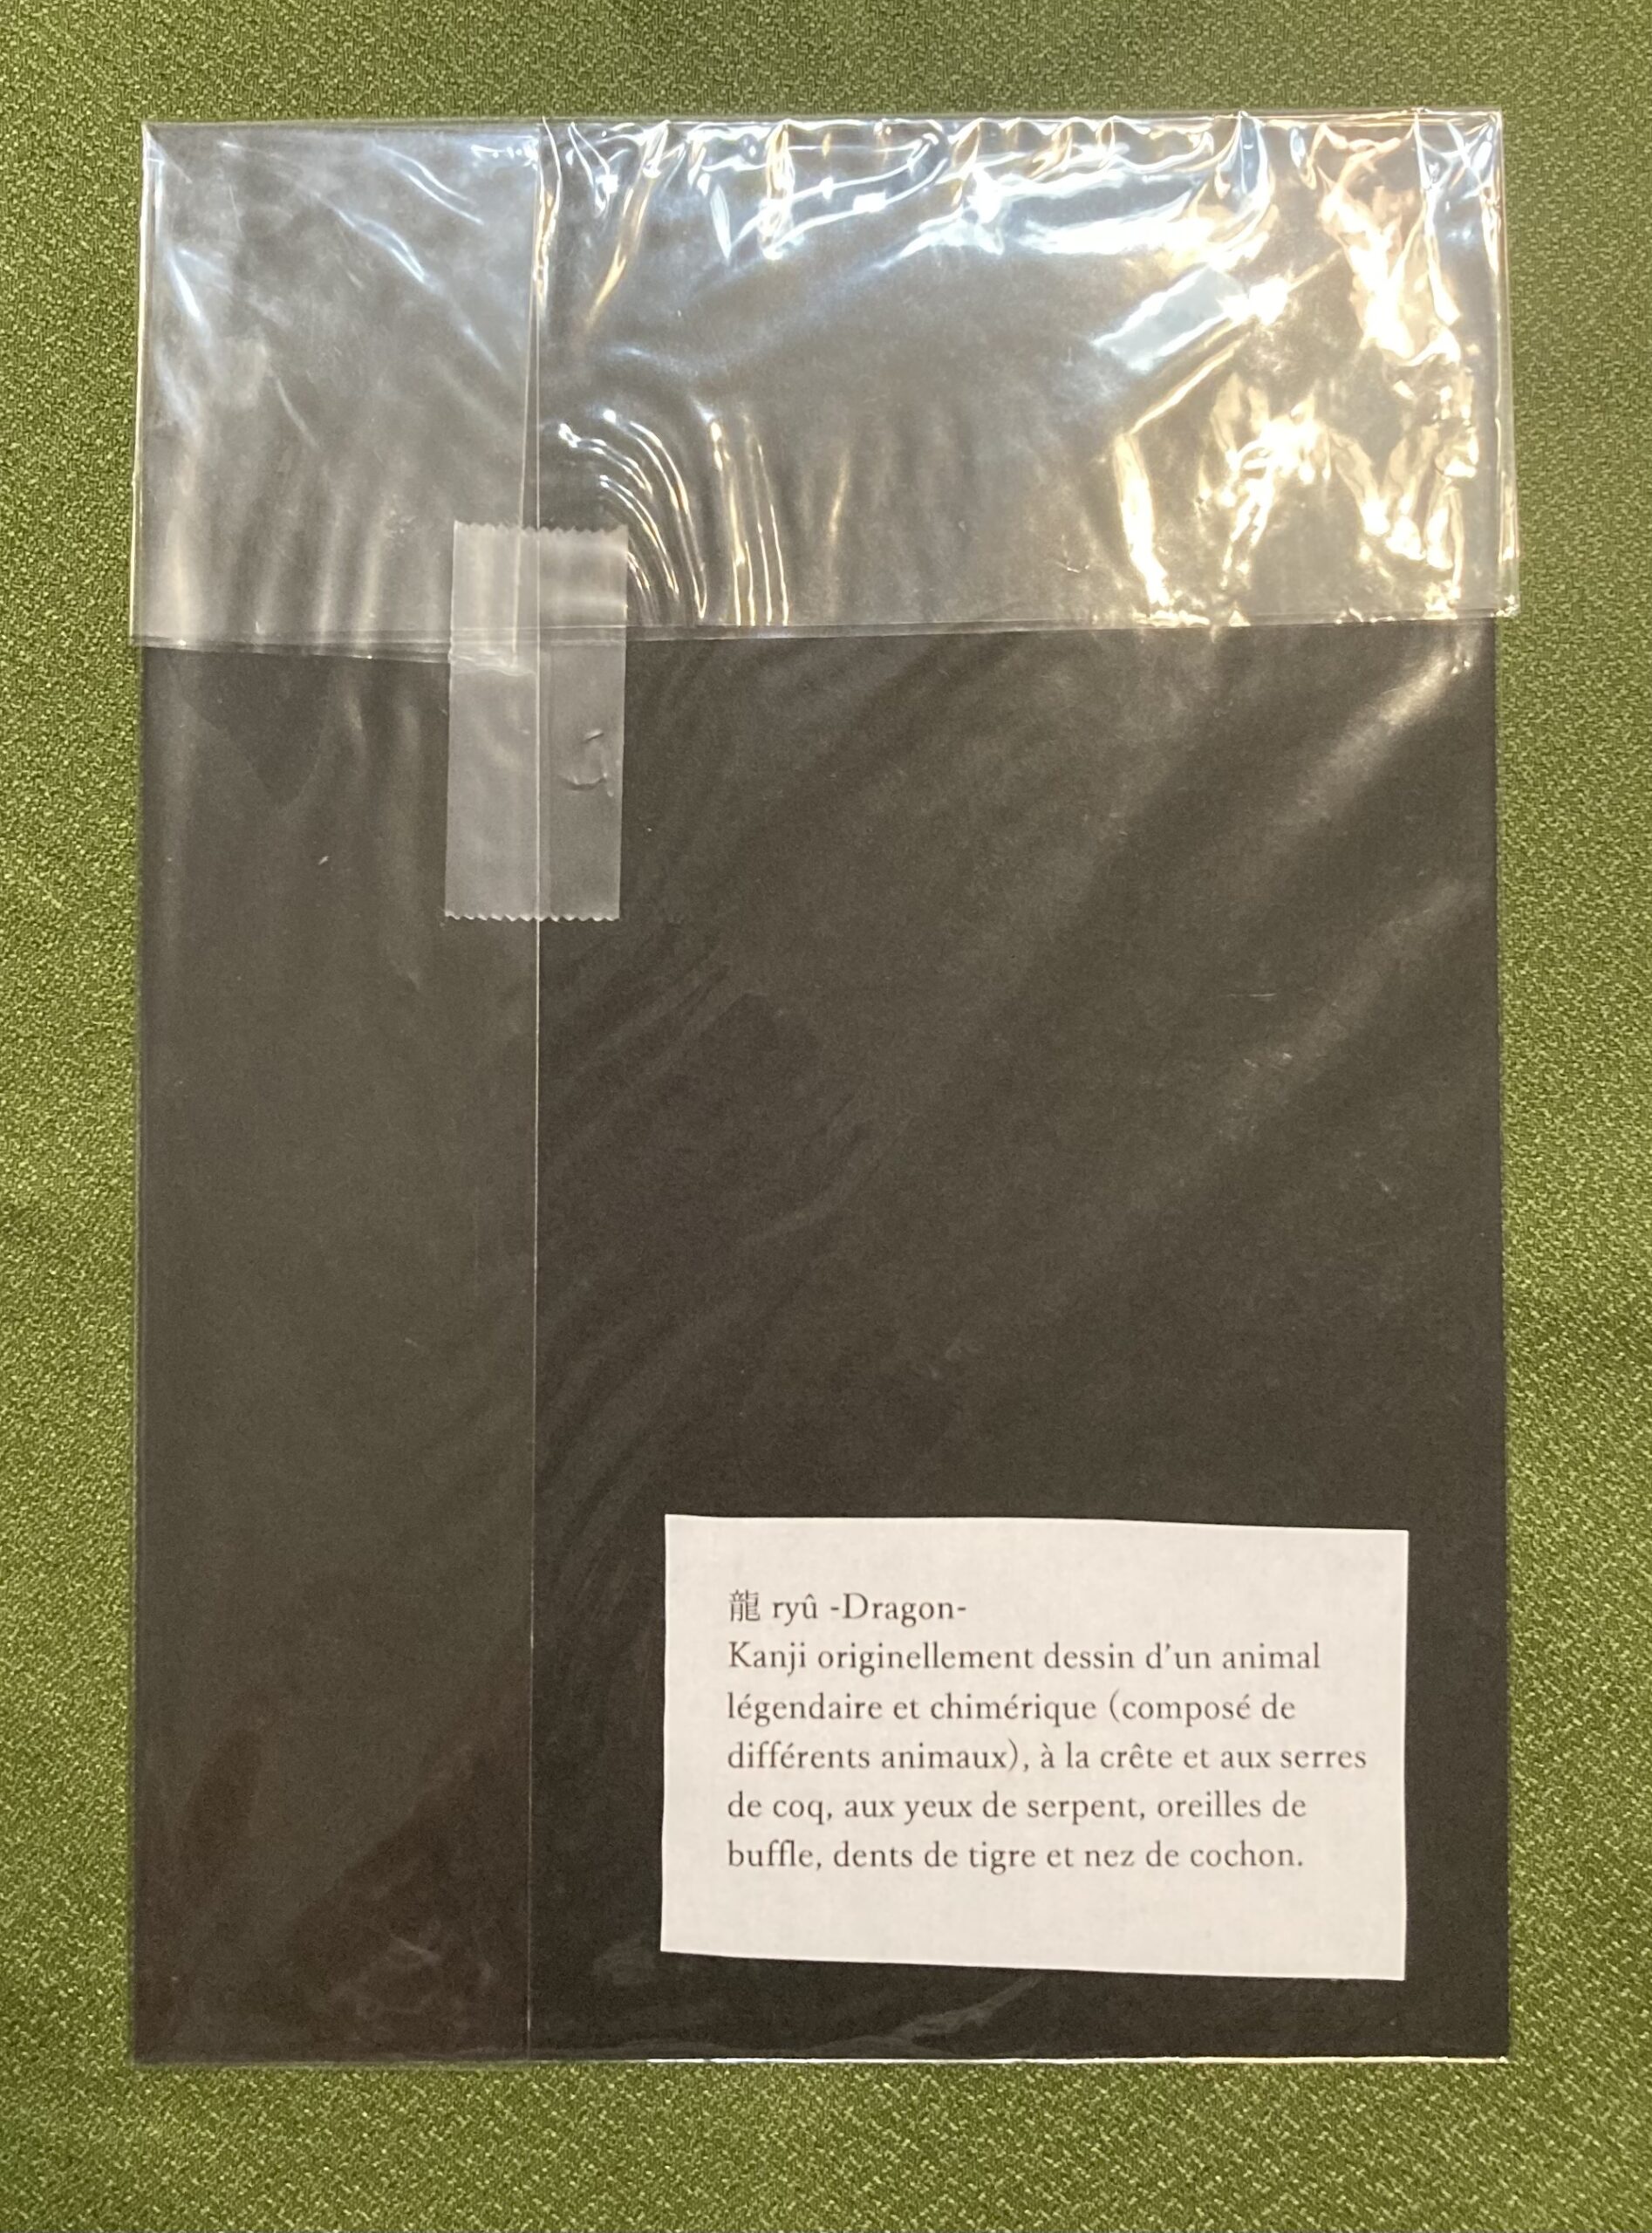 龍 ryû -Dragon-
Kanji originellement dessin d’un animal
légendaire et chimérique (composé de
différents animaux), à la crête et aux serres
de coq, aux yeux de serpent, oreilles de
buffle, dents de tigre et nez de cochon.